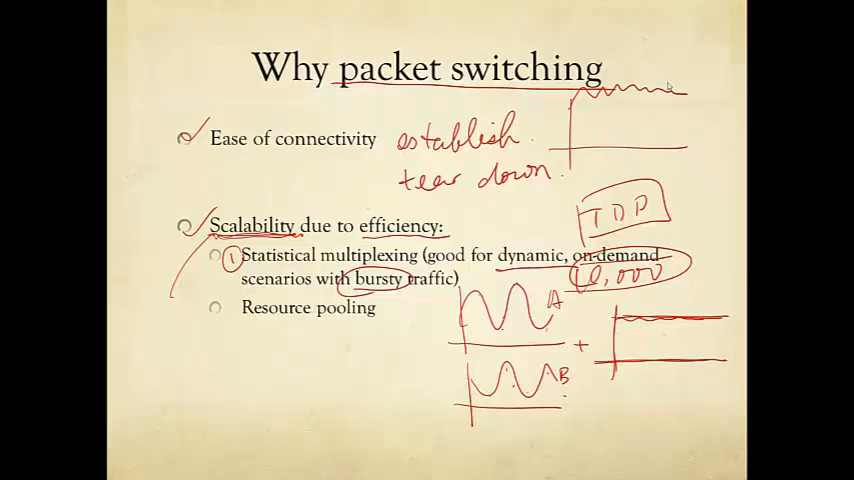 Why packet switching
Ease of connectivity establish
tear down.
TDP
Scalability due to efficiency:
1 Statistical multiplexing (good for dynamic, on-demand
scenarios with bursty traffic) 10,000
Resource pooling
A
+
B